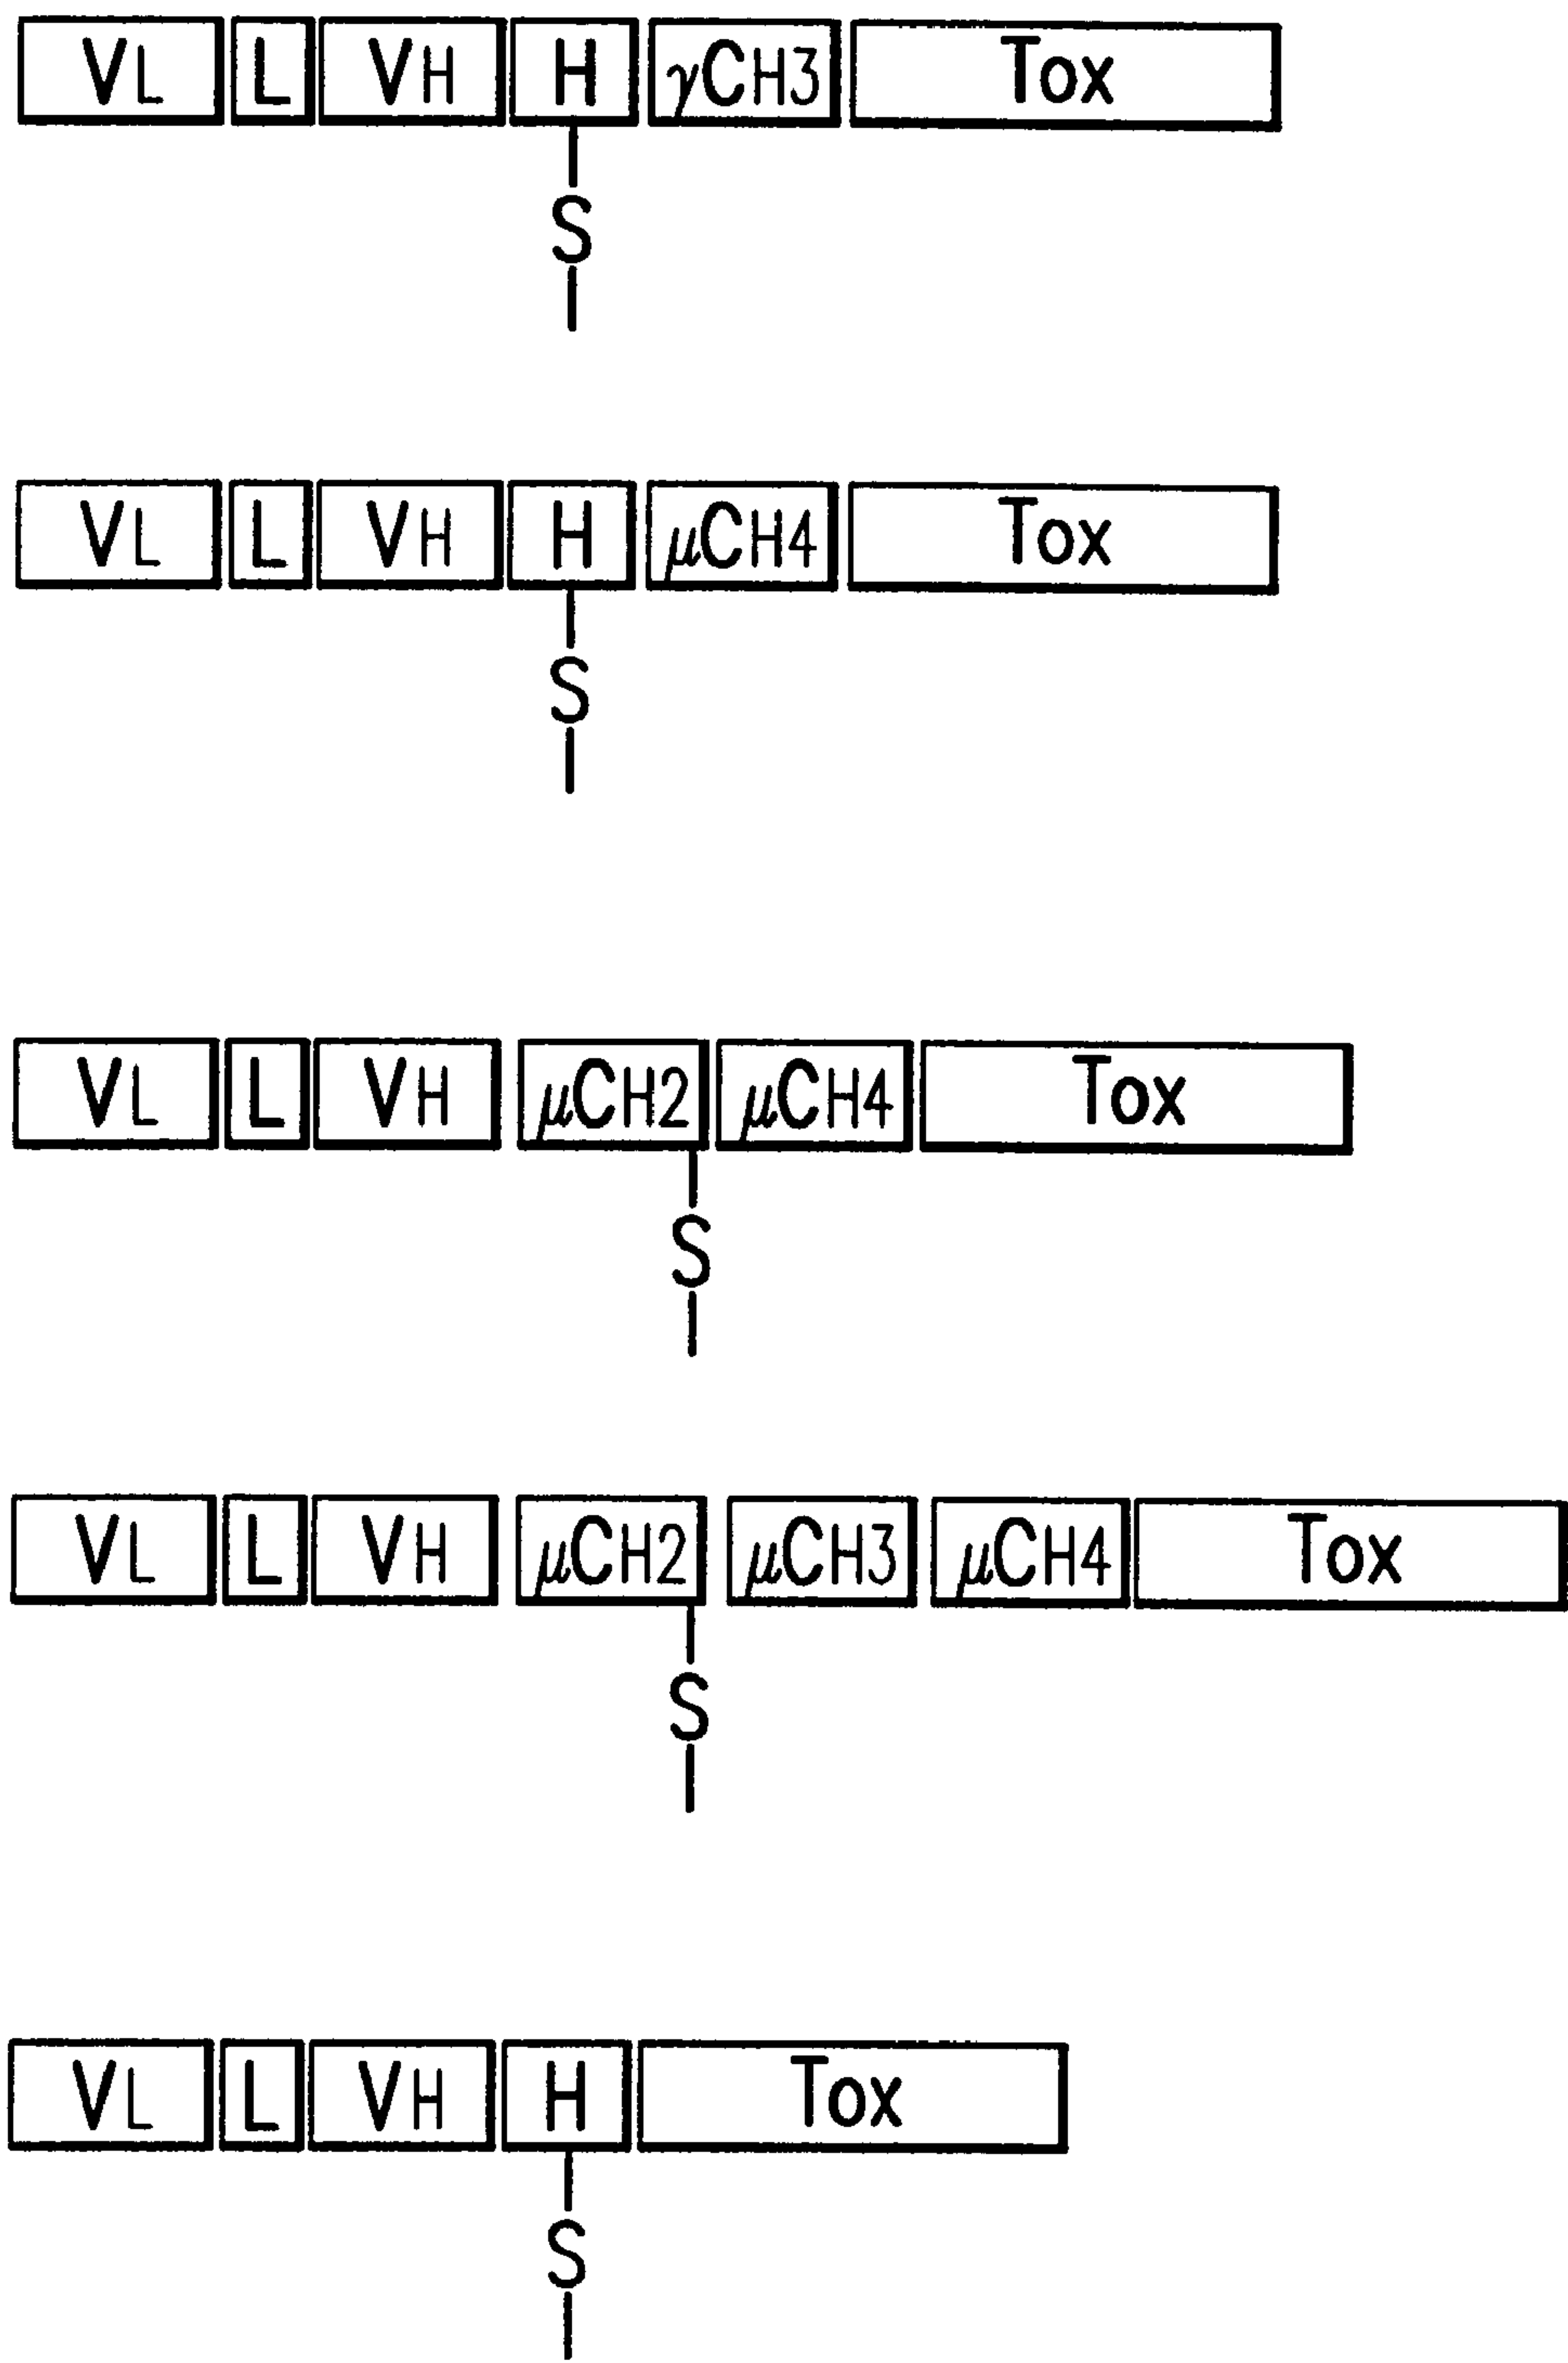 VL L VH H γCH3 Tox
S
VL L VH H μCH4 Tox
S
VL L VH μCH2 μCH4 Tox
S
VL L VH μCH2 μCH3 μCH4 Tox
S
VL L VH H Tox
S